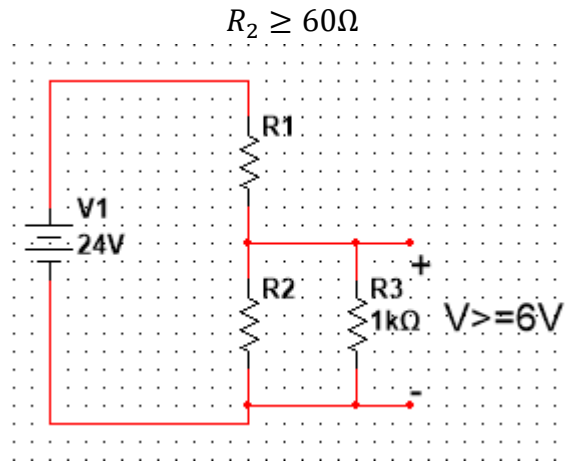 R₂ ≥ 60Ω
R1
V1
24V
+
R2
R3
1kΩ
V>=6V
-